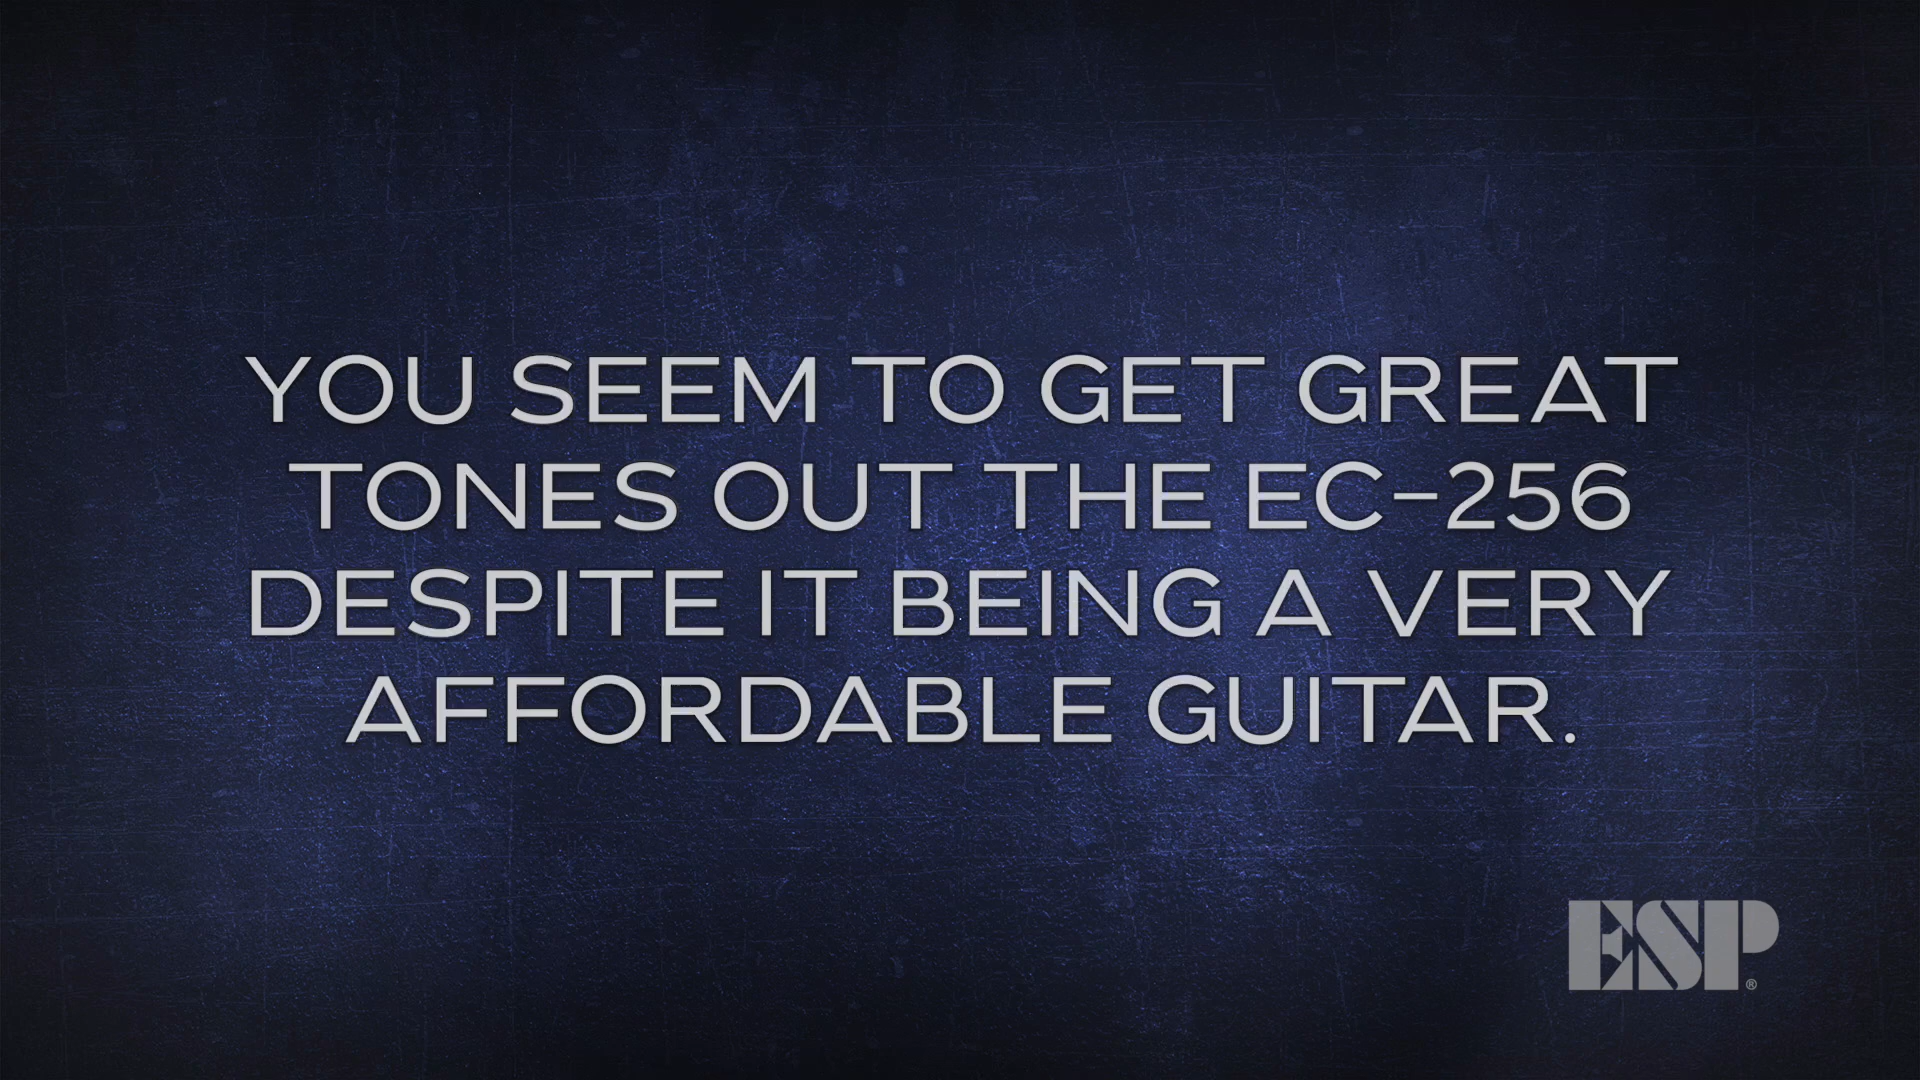 YOU SEEM TO GET GREAT
TONES OUT THE EC-256
DESPITE IT BEING A VERY
AFFORDABLE GUITAR.
ESP®